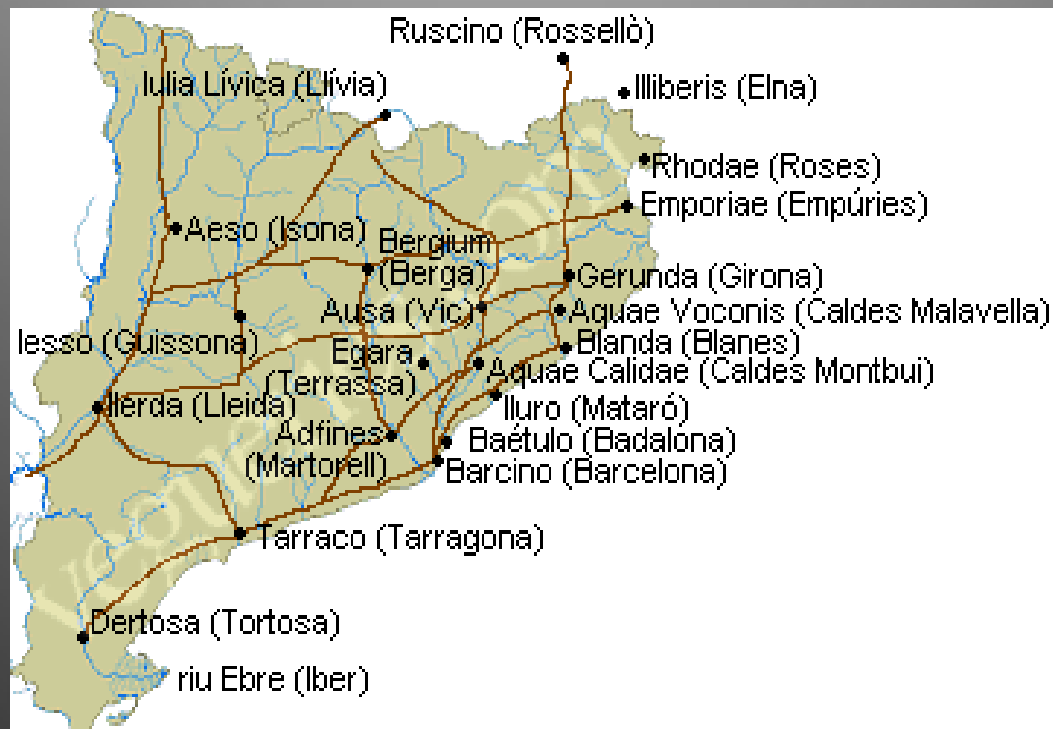 Ruscino (Rosselló)
Iulia Lívica (Llívia)
Illiberis (Elna)
Rhodae (Roses)
Emporiae (Empúries)
Aeso (Isona)
Bergium
(Berga)
Gerunda (Girona)
Ausa (Vic)
Aquae Voconis (Caldes Malavella)
Iesso (Guissona)
Blanda (Blanes)
Egara
(Terrassa)
Aquae Calidae (Caldes Montbui)
Ilerda (Lleida)
Iluro (Mataró)
Adfines
(Martorell)
Baétulo (Badalona)
Barcino (Barcelona)
Tarraco (Tarragona)
Dertosa (Tortosa)
riu Ebre (Iber)